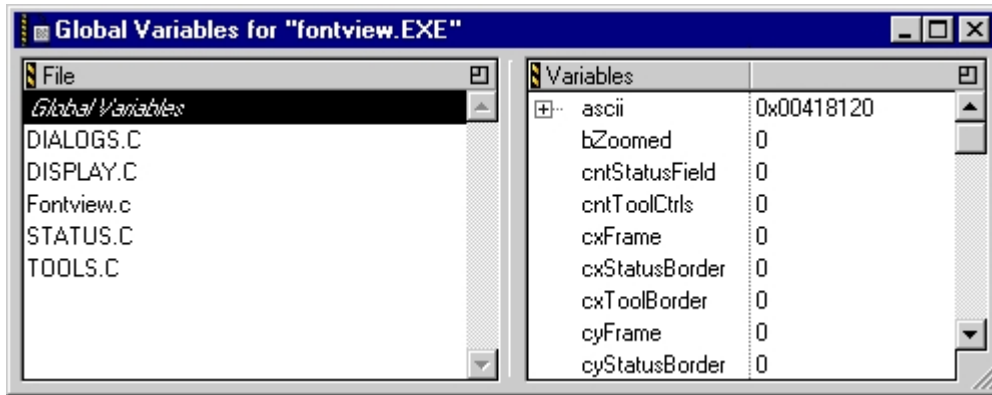 Global Variables for "fontview.EXE"
File
Global Variables
DIALOGS.C
DISPLAY.C
Fontview.c
STATUS.C
TOOLS.C
Variables
ascii 0x00418120
bZoomed 0
cntStatusField 0
cntToolCtrls 0
cxFrame 0
cxStatusBorder 0
cxToolBorder 0
cyFrame 0
cyStatusBorder 0